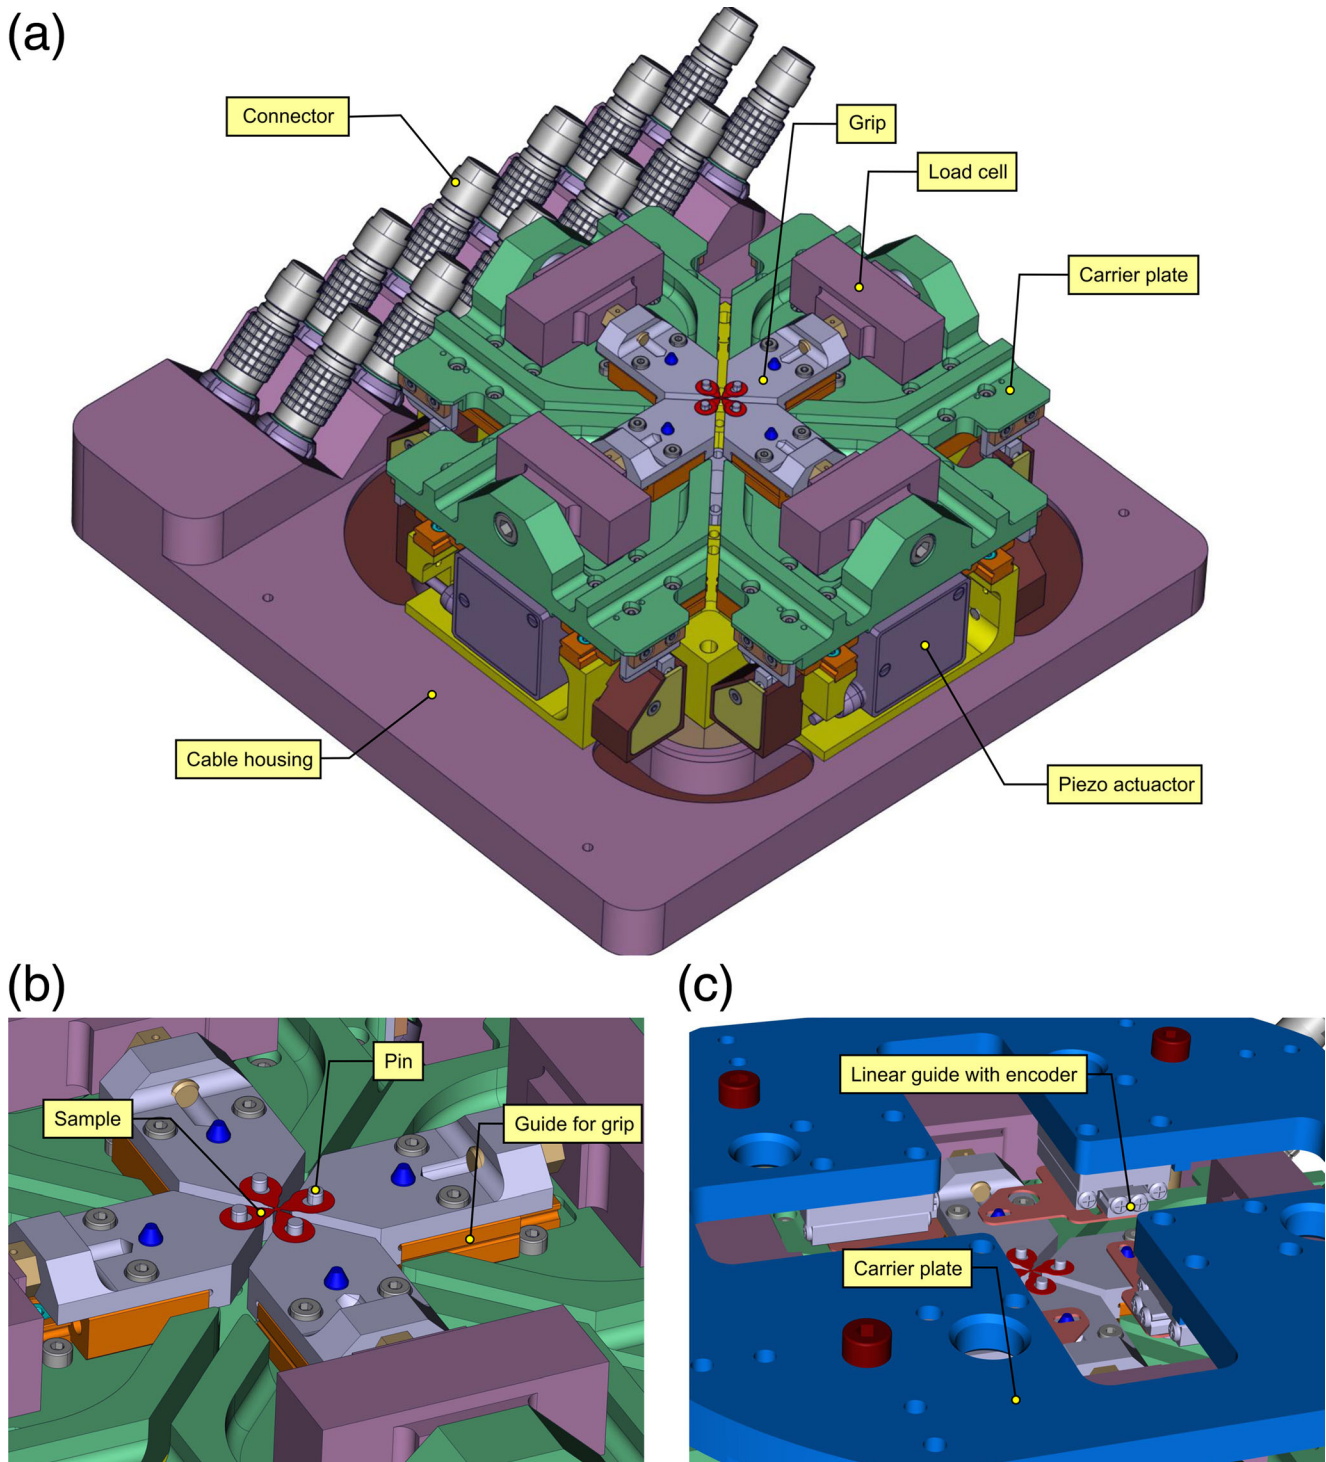 (a)
Connector
Grip
Load cell
Carrier plate
Cable housing
Piezo actuactor
(b)
Pin
Sample
Guide for grip
(c)
Linear guide with encoder
Carrier plate